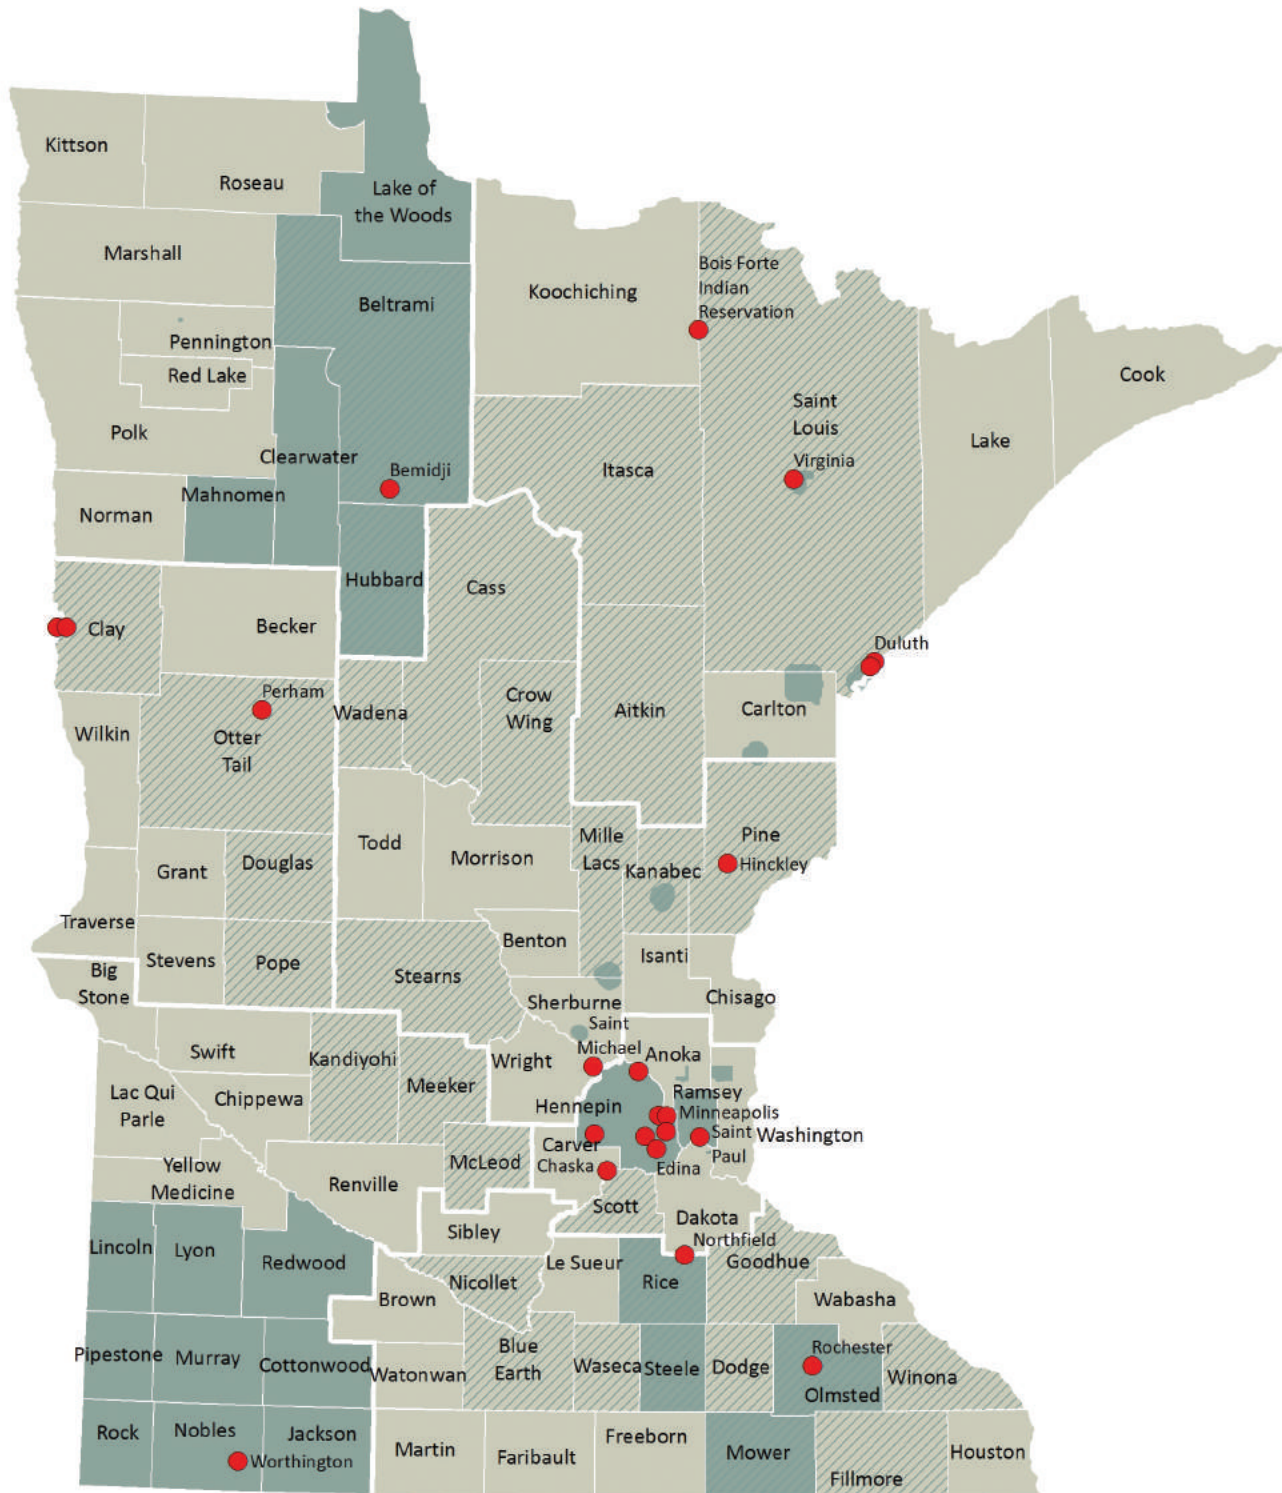 Kittson
Roseau
Lake of
the Woods
Marshall
Beltrami
Koochiching
Bois Forte
Indian
Reservation
Pennington
Red Lake
Cook
Polk
Saint
Louis
Lake
Clearwater
Bemidji
Itasca
Virginia
Mahnomen
Norman
Hubbard
Cass
Clay
Becker
Duluth
Perham
Otter
Tail
Wilkin
Wadena
Crow
Wing
Aitkin
Carlton
Todd
Morrison
Mille
Lacs
Kanabec
Pine
Hinckley
Grant
Douglas
Traverse
Stevens
Pope
Benton
Isanti
Big
Stone
Stearns
Sherburne
Chisago
Saint
Michael
Anoka
Swift
Kandiyohi
Meeker
Wright
Lac Qui
Parle
Chippewa
Hennepin
Ramsey
Minneapolis
Saint
Paul
Washington
Carver
Chaska
Edina
Yellow
Medicine
Renville
McLeod
Scott
Dakota
Northfield
Sibley
Goodhue
Lincoln
Lyon
Redwood
Nicollet
Le Sueur
Rice
Brown
Wabasha
Pipestone
Murray
Cottonwood
Watonwan
Blue
Earth
Waseca
Steele
Dodge
Rochester
Olmsted
Winona
Rock
Nobles
Jackson
Worthington
Martin
Faribault
Freeborn
Mower
Fillmore
Houston